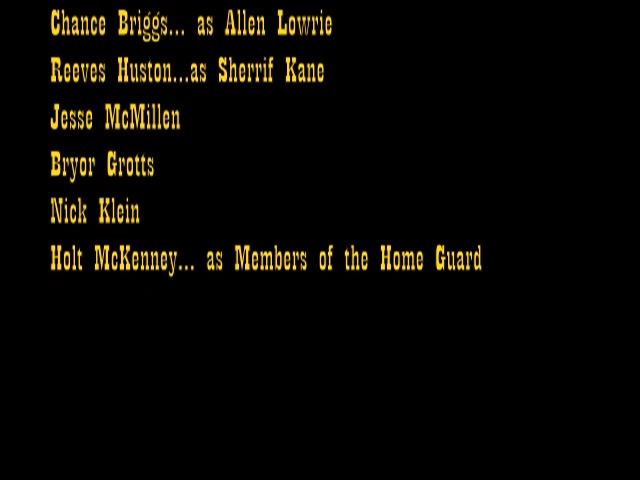 Chance Briggs... as Allen Lowrie
Reeves Huston...as Sherrif Kane
Jesse McMillen
Bryor Grotts
Nick Klein
Holt McKenney... as Members of the Home Guard